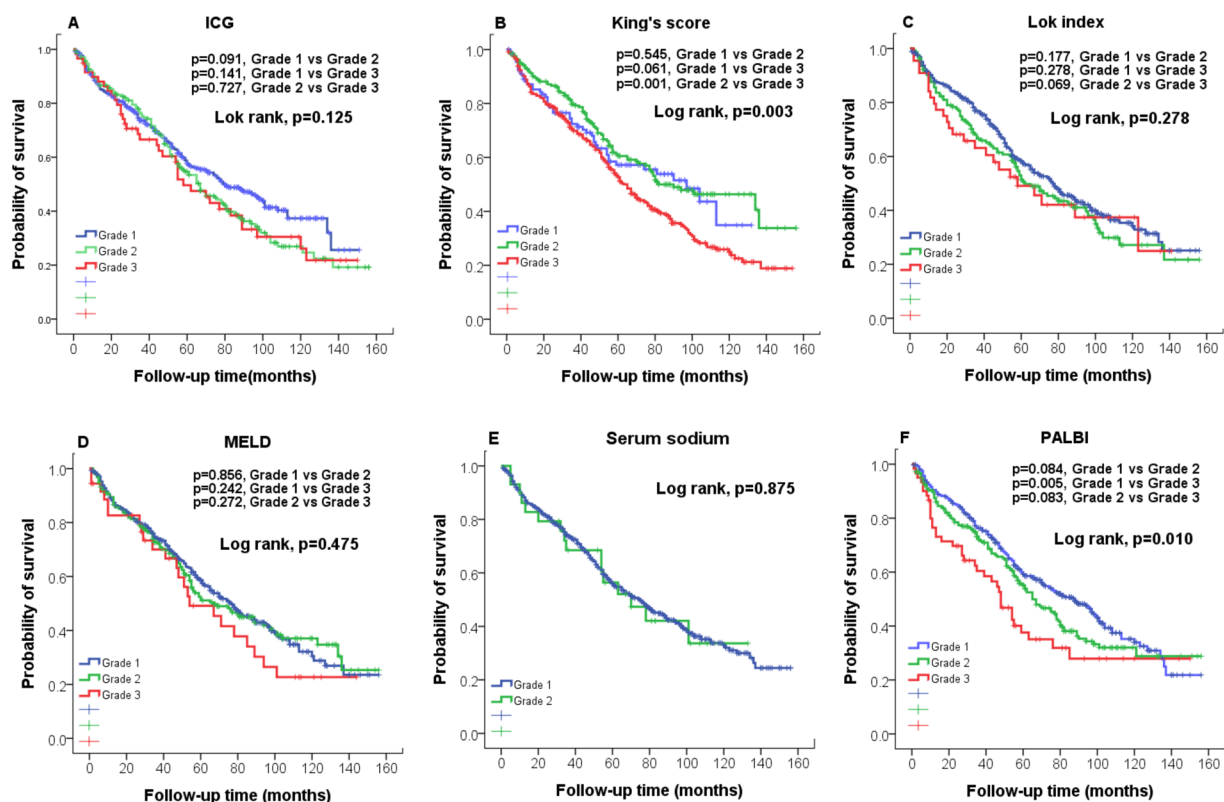 A
ICG
p=0.091, Grade 1 vs Grade 2
p=0.141, Grade 1 vs Grade 3
p=0.727, Grade 2 vs Grade 3
Lok rank, p=0.125
Probability of survival
1.0
0.8
0.6
0.4
0.2
0.0
Grade 1
Grade 2
Grade 3
0 20 40 60 80 100 120 140 160
Follow-up time(months)
B
King's score
p=0.545, Grade 1 vs Grade 2
p=0.061, Grade 1 vs Grade 3
p=0.001, Grade 2 vs Grade 3
Log rank, p=0.003
Probability of survival
1.0
0.8
0.6
0.4
0.2
0.0
Grade 1
Grade 2
Grade 3
0 20 40 60 80 100 120 140 160
Follow-up time (months)
C
Lok index
p=0.177, Grade 1 vs Grade 2
p=0.278, Grade 1 vs Grade 3
p=0.069, Grade 2 vs Grade 3
Log rank, p=0.278
Probability of survival
1.0
0.8
0.6
0.4
0.2
0.0
Grade 1
Grade 2
Grade 3
0 20 40 60 80 100 120 140 160
Follow-up time (months)
D
MELD
p=0.856, Grade 1 vs Grade 2
p=0.242, Grade 1 vs Grade 3
p=0.272, Grade 2 vs Grade 3
Log rank, p=0.475
Probability of survival
1.0
0.8
0.6
0.4
0.2
0.0
Grade 1
Grade 2
Grade 3
0 20 40 60 80 100 120 140 160
Follow-up time (months)
E
Serum sodium
Log rank, p=0.875
Probability of survival
1.0
0.8
0.6
0.4
0.2
0.0
Grade 1
Grade 2
0 20 40 60 80 100 120 140 160
Follow-up time (months)
F
PALBI
p=0.084, Grade 1 vs Grade 2
p=0.005, Grade 1 vs Grade 3
p=0.083, Grade 2 vs Grade 3
Log rank, p=0.010
Probability of survival
1.0
0.8
0.6
0.4
0.2
0.0
Grade 1
Grade 2
Grade 3
0 20 40 60 80 100 120 140 160
Follow-up time (months)